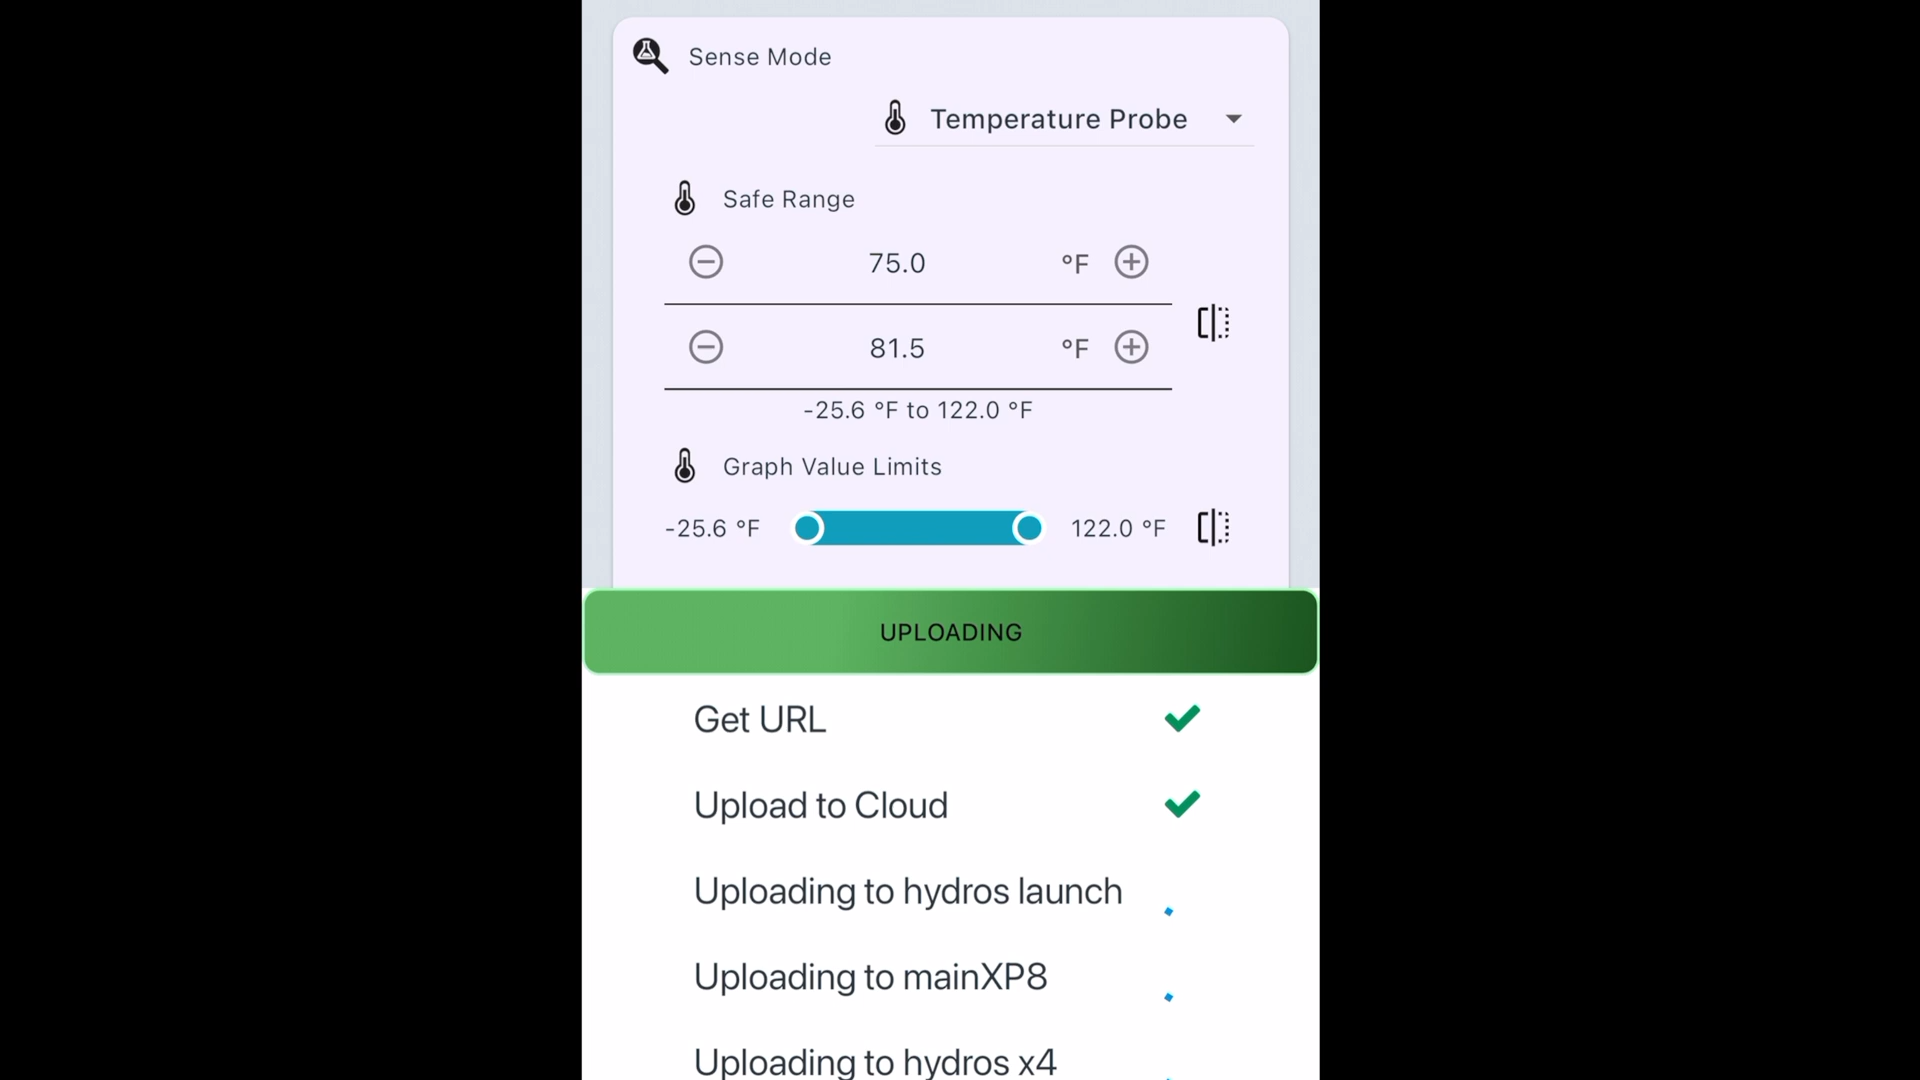 Sense Mode
Temperature Probe
Safe Range
75.0 °F
81.5 °F
-25.6 °F to 122.0 °F
Graph Value Limits
-25.6 °F 122.0 °F
UPLOADING
Get URL
Upload to Cloud
Uploading to hydros launch
Uploading to mainXP8
Uploading to hydros x4